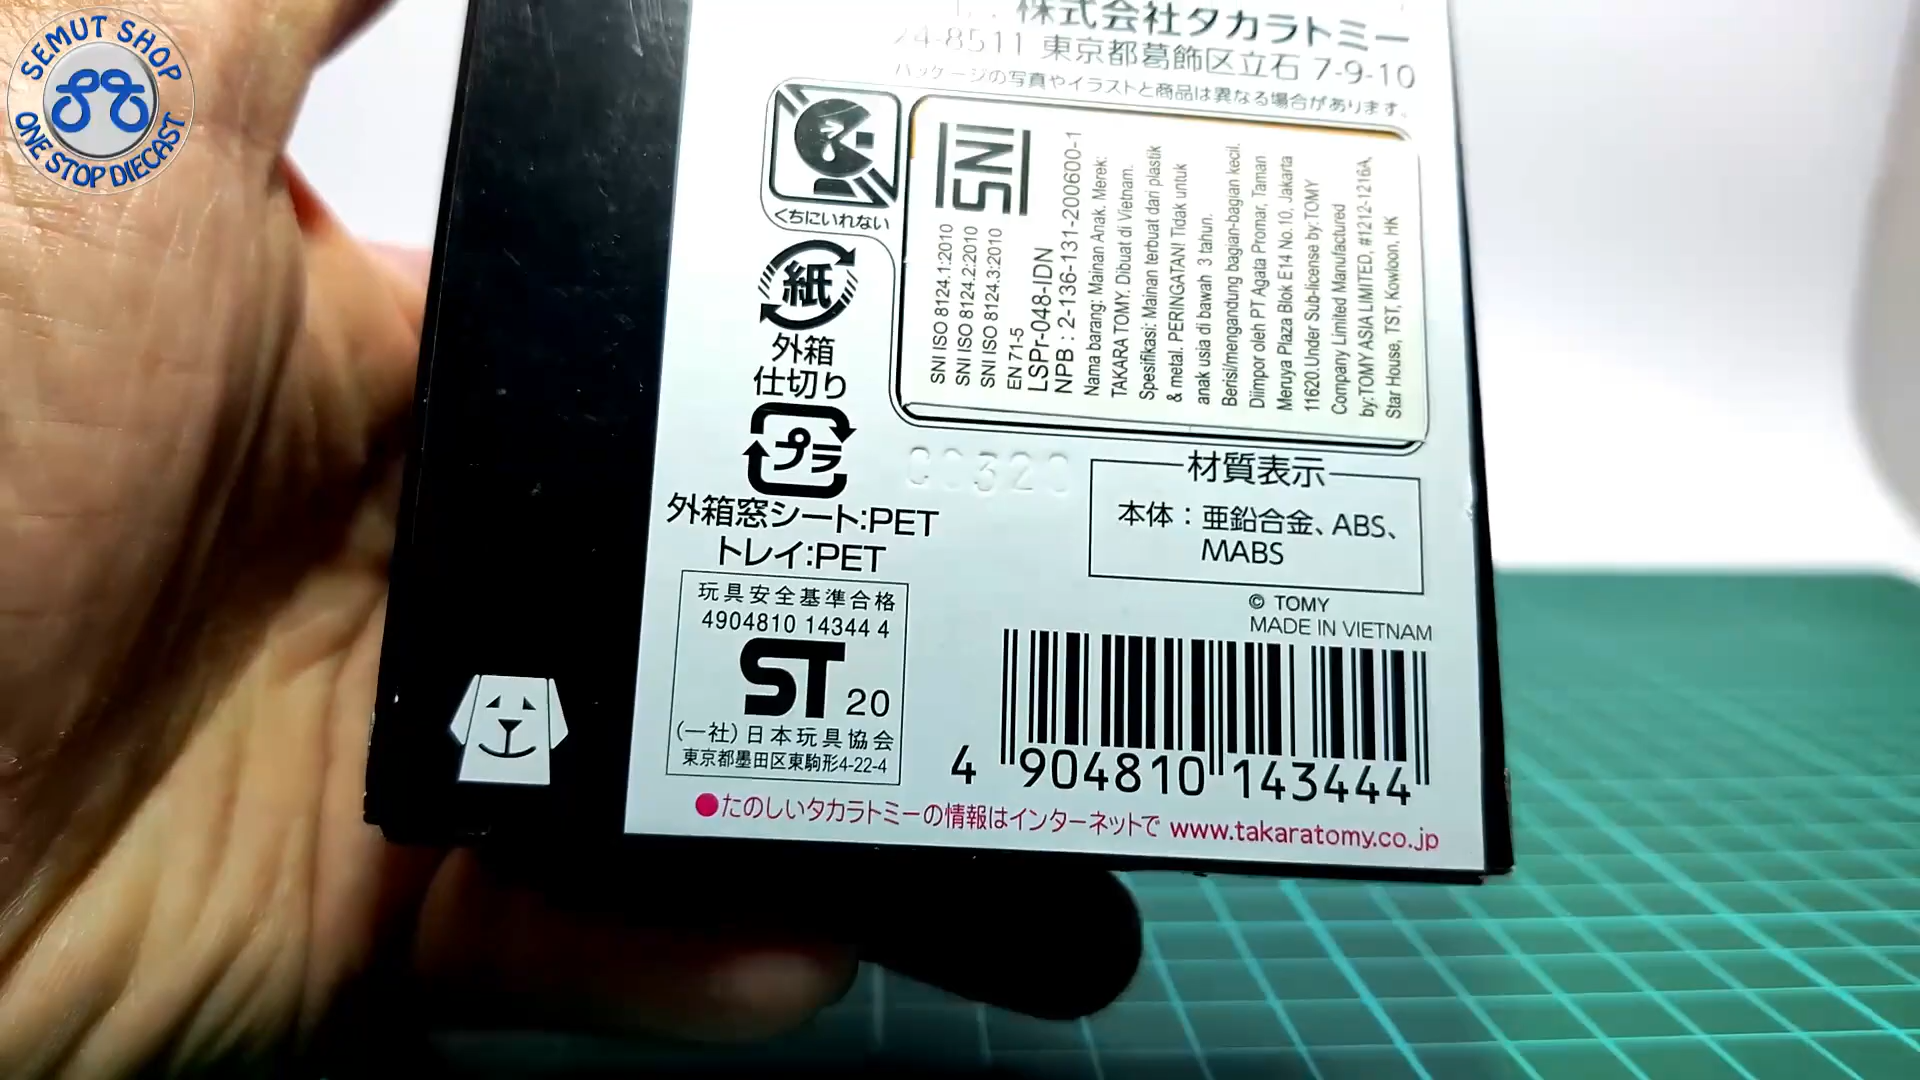 SEMUT SHOP
ONE STOP DIECAST
株式会社タカラトミー
4-8511 東京都葛飾区立石 7-9-10
パッケージの写真やイラストと商品は異なる場合があります。
くちにいれない
紙
外箱
仕切り
プラ
外箱窓シート:PET
トレイ:PET
SNI
SNI ISO 8124.1:2010
SNI ISO 8124.2:2010
SNI ISO 8124.3:2010
EN 71-5
LSPr-048-IDN
NPB : 2-136-131-200600-1
Nama barang: Mainan Anak. Merek:
TAKARA TOMY. Dibuat di Vietnam.
Spesifikasi: Mainan terbuat dari plastik
& metal. PERINGATAN! Tidak untuk
anak usia di bawah 3 tahun.
Berisi/mengandung bagian-bagian kecil.
Diimpor oleh PT Agata Promar, Taman
Meruya Plaza Blok E14 No.10, Jakarta
11620.Under Sub-license by:TOMY
Company Limited Manufactured
by:TOMY ASIA LIMITED, #1212-1216A,
Star House, TST, Kowloon, HK
材質表示
本体：亜鉛合金、ABS、
MABS
© TOMY
MADE IN VIETNAM
玩具安全基準合格
4904810 14344 4
ST 20
(一社)日本玩具協会
東京都墨田区東駒形4-22-4
4 904810 143444
●たのしいタカラトミーの情報はインターネットで www.takaratomy.co.jp